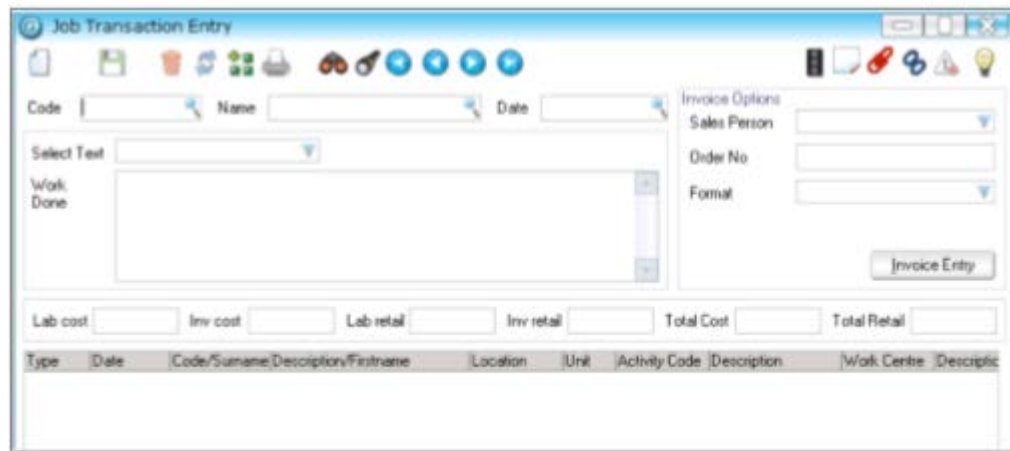 Job Transaction Entry
Code Name Date
Invoice Options
Sales Person
Select Text
Order No
Work
Done
Format
Invoice Entry
Lab cost Inv cost Lab retail Inv retail Total Cost Total Retail
Type Date Code/Surname Description/Firstname Location Unit Activity Code Description Work Centre Descriptic